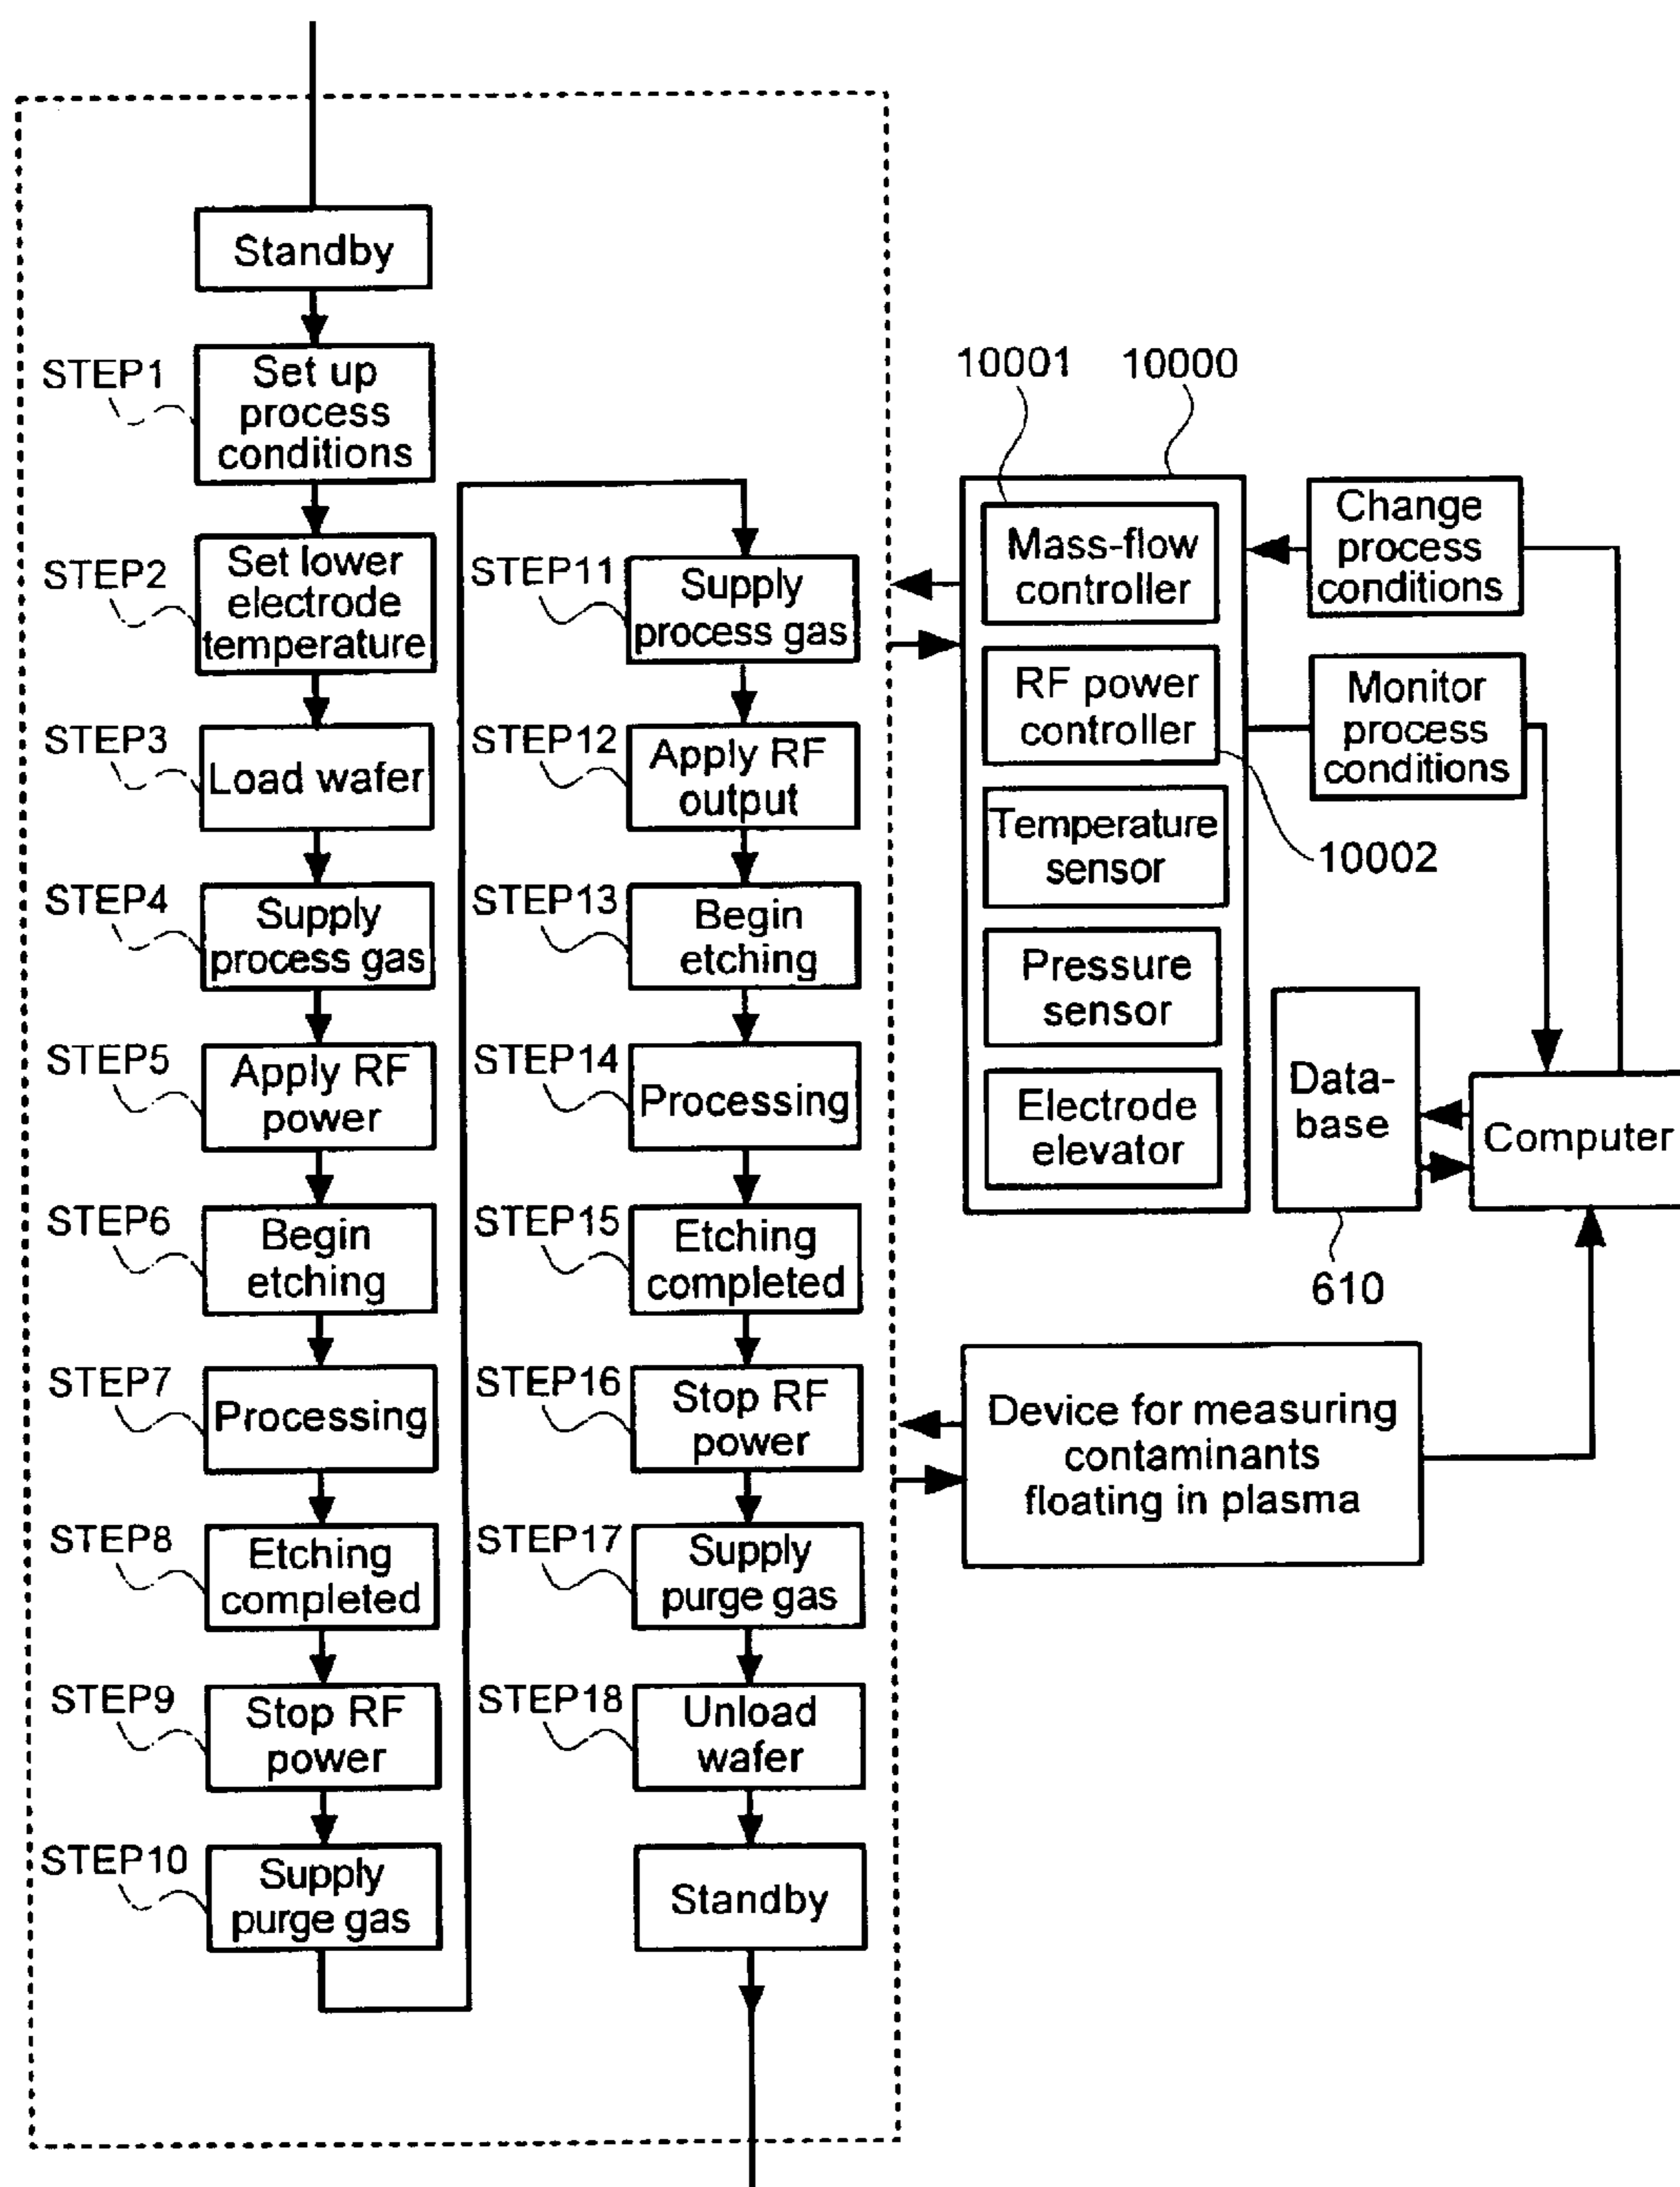 Standby
STEP1
Set up
process
conditions
STEP2
Set lower
electrode
temperature
STEP3
Load wafer
STEP4
Supply
process gas
STEP5
Apply RF
power
STEP6
Begin
etching
STEP7
Processing
STEP8
Etching
completed
STEP9
Stop RF
power
STEP10
Supply
purge gas
STEP11
Supply
process gas
STEP12
Apply RF
output
STEP13
Begin
etching
STEP14
Processing
STEP15
Etching
completed
STEP16
Stop RF
power
STEP17
Supply
purge gas
STEP18
Unload
wafer
Standby
10001
10000
Mass-flow
controller
RF power
controller
10002
Temperature
sensor
Pressure
sensor
Electrode
elevator
Change
process
conditions
Monitor
process
conditions
Data-
base
610
Computer
Device for measuring
contaminants
floating in plasma